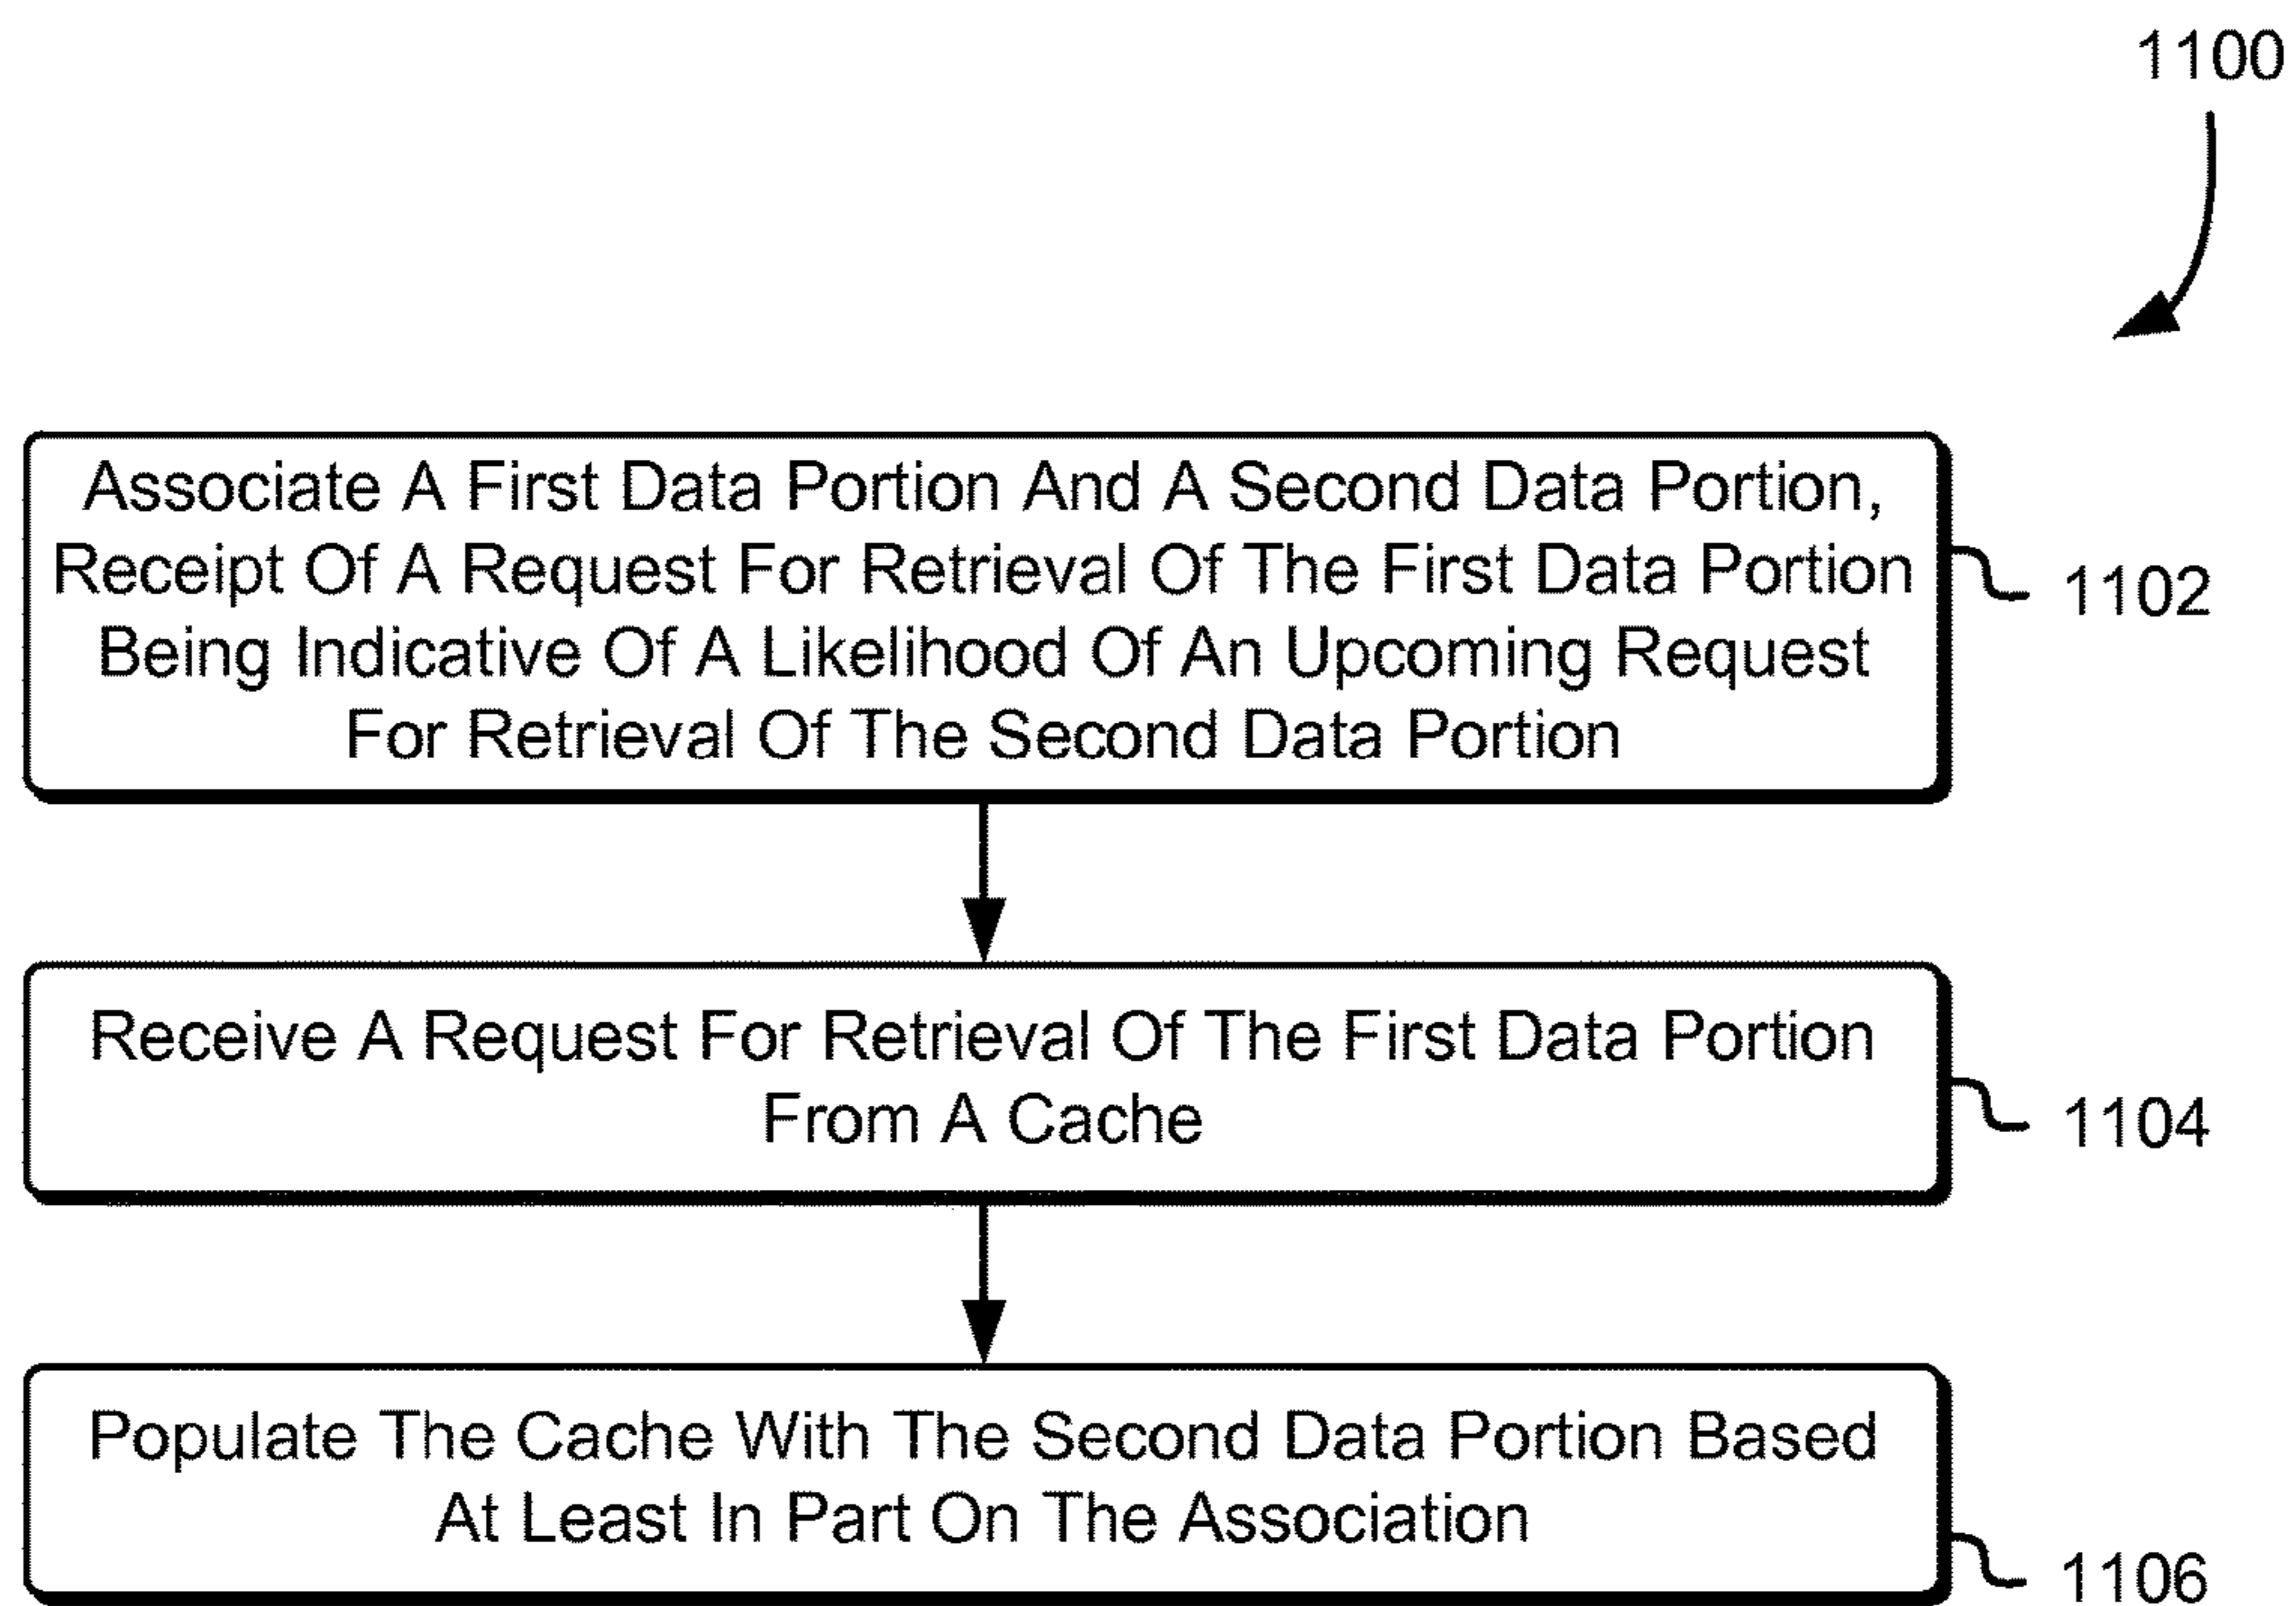 1100
Associate A First Data Portion And A Second Data Portion,
Receipt Of A Request For Retrieval Of The First Data Portion
Being Indicative Of A Likelihood Of An Upcoming Request
For Retrieval Of The Second Data Portion
1102
Receive A Request For Retrieval Of The First Data Portion
From A Cache
1104
Populate The Cache With The Second Data Portion Based
At Least In Part On The Association
1106